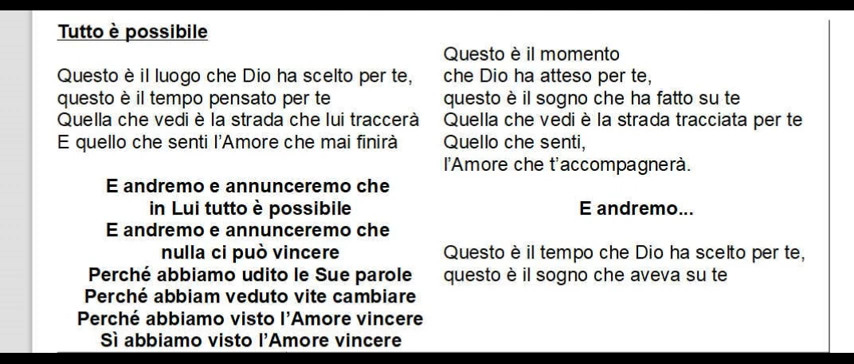 Tutto è possibile
Questo è il luogo che Dio ha scelto per te,
questo è il tempo pensato per te
Quella che vedi è la strada che lui traccerà
E quello che senti l'Amore che mai finirà
E andremo e annunceremo che
in Lui tutto è possibile
E andremo e annunceremo che
nulla ci può vincere
Perché abbiamo udito le Sue parole
Perché abbiam veduto vite cambiare
Perché abbiamo visto l'Amore vincere
Sì abbiamo visto l'Amore vincere
Questo è il momento
che Dio ha atteso per te,
questo è il sogno che ha fatto su te
Quella che vedi è la strada tracciata per te
Quello che senti,
l'Amore che t'accompagnerà.
E andremo...
Questo è il tempo che Dio ha scelto per te,
questo è il sogno che aveva su te